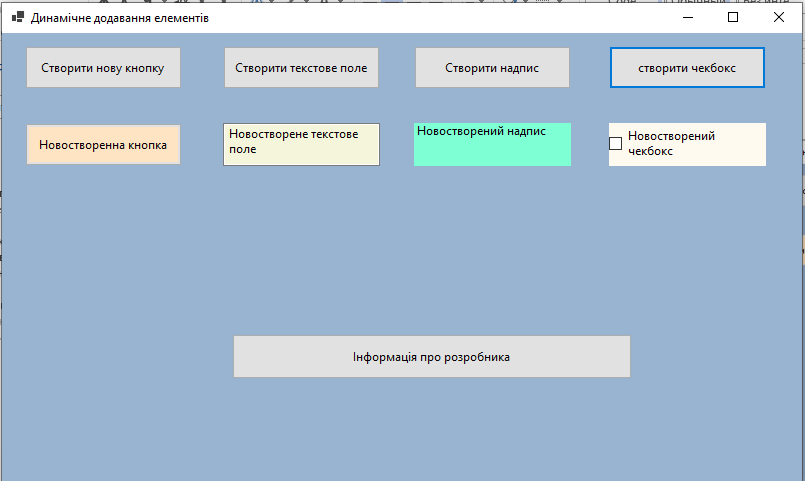 Динамічне додавання елементів
Створити нову кнопку
Створити текстове поле
Створити надпис
створити чекбокс
Новостворенна кнопка
Новостворене текстове
поле
Новостворений надпис
Новостворений
чекбокс
Інформація про розробника